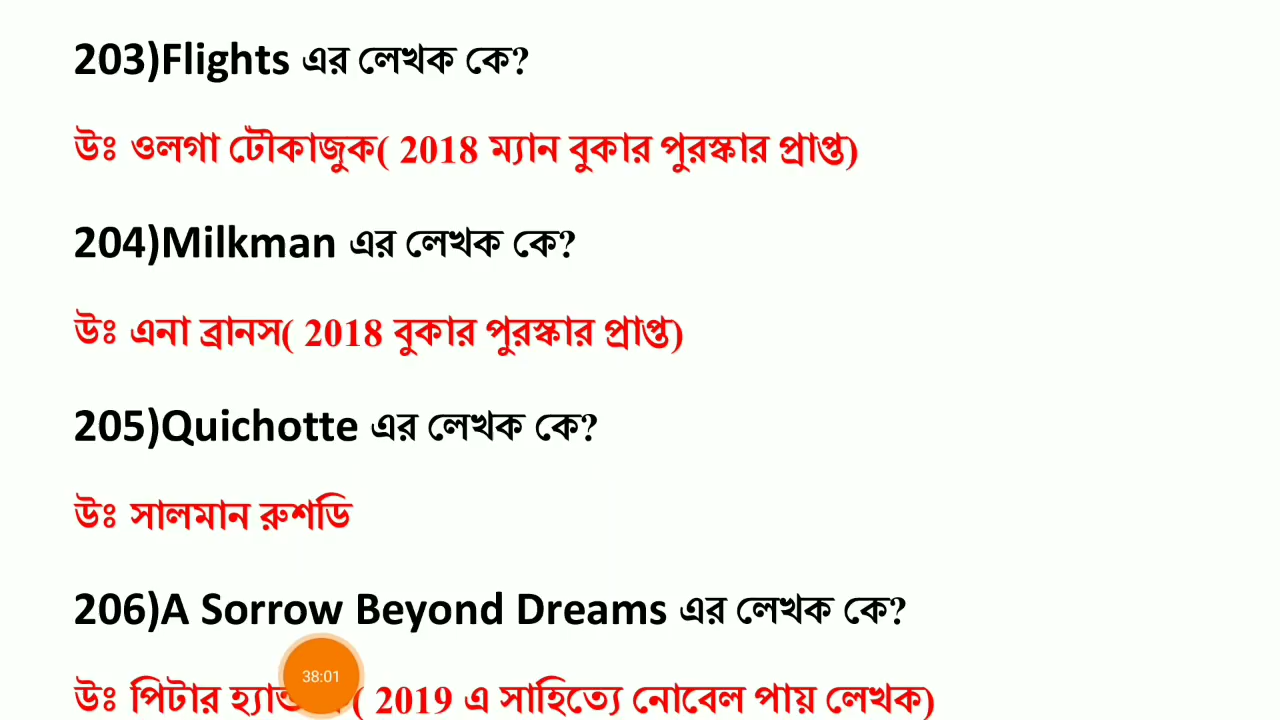 203)Flights এর লেখক কে?
উঃ ওলগা টৌকাজুক( 2018 ম্যান বুকার পুরস্কার প্রাপ্ত)
204)Milkman এর লেখক কে?
উঃ এনা ব্রানস( 2018 বুকার পুরস্কার প্রাপ্ত)
205)Quichotte এর লেখক কে?
উঃ সালমান রুশডি
206)A Sorrow Beyond Dreams এর লেখক কে?
উঃ পিটার ( 2019 এ সাহিত্যে নোবেল পায় লেখক)
38:01